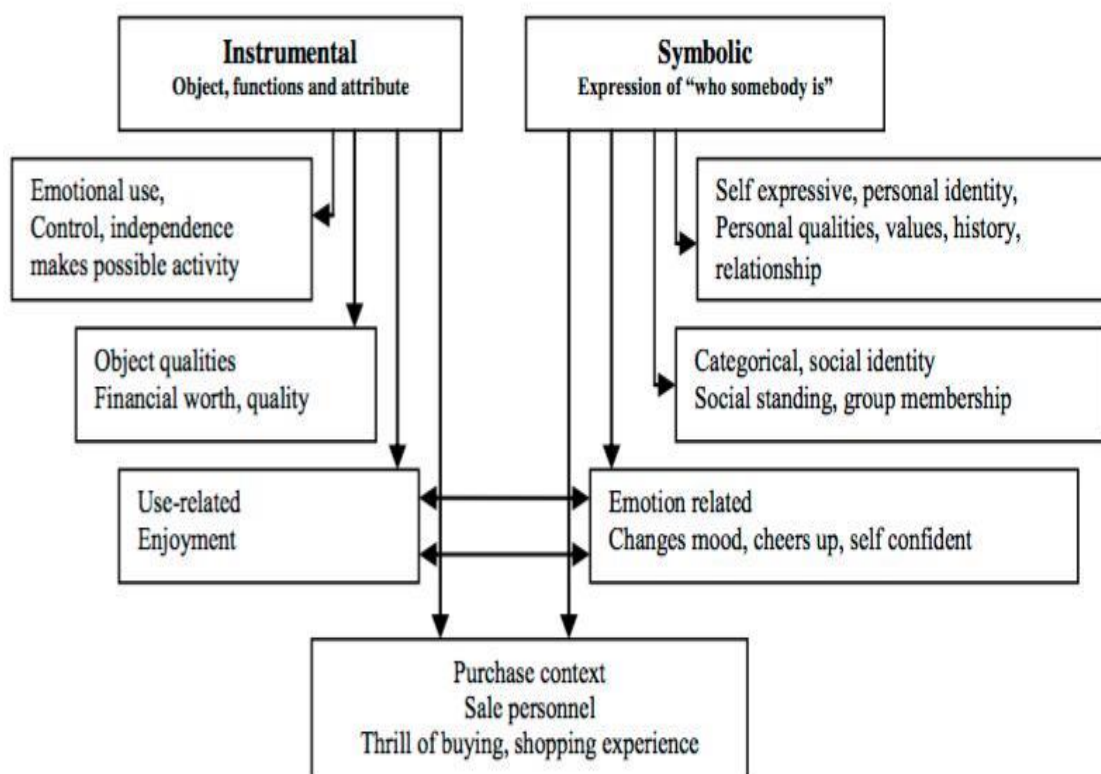 Instrumental
Object, functions and attribute
Symbolic
Expression of “who somebody is”
Emotional use,
Control, independence
makes possible activity
Self expressive, personal identity,
Personal qualities, values, history,
relationship
Object qualities
Financial worth, quality
Categorical, social identity
Social standing, group membership
Use-related
Enjoyment
Emotion related
Changes mood, cheers up, self confident
Purchase context
Sale personnel
Thrill of buying, shopping experience